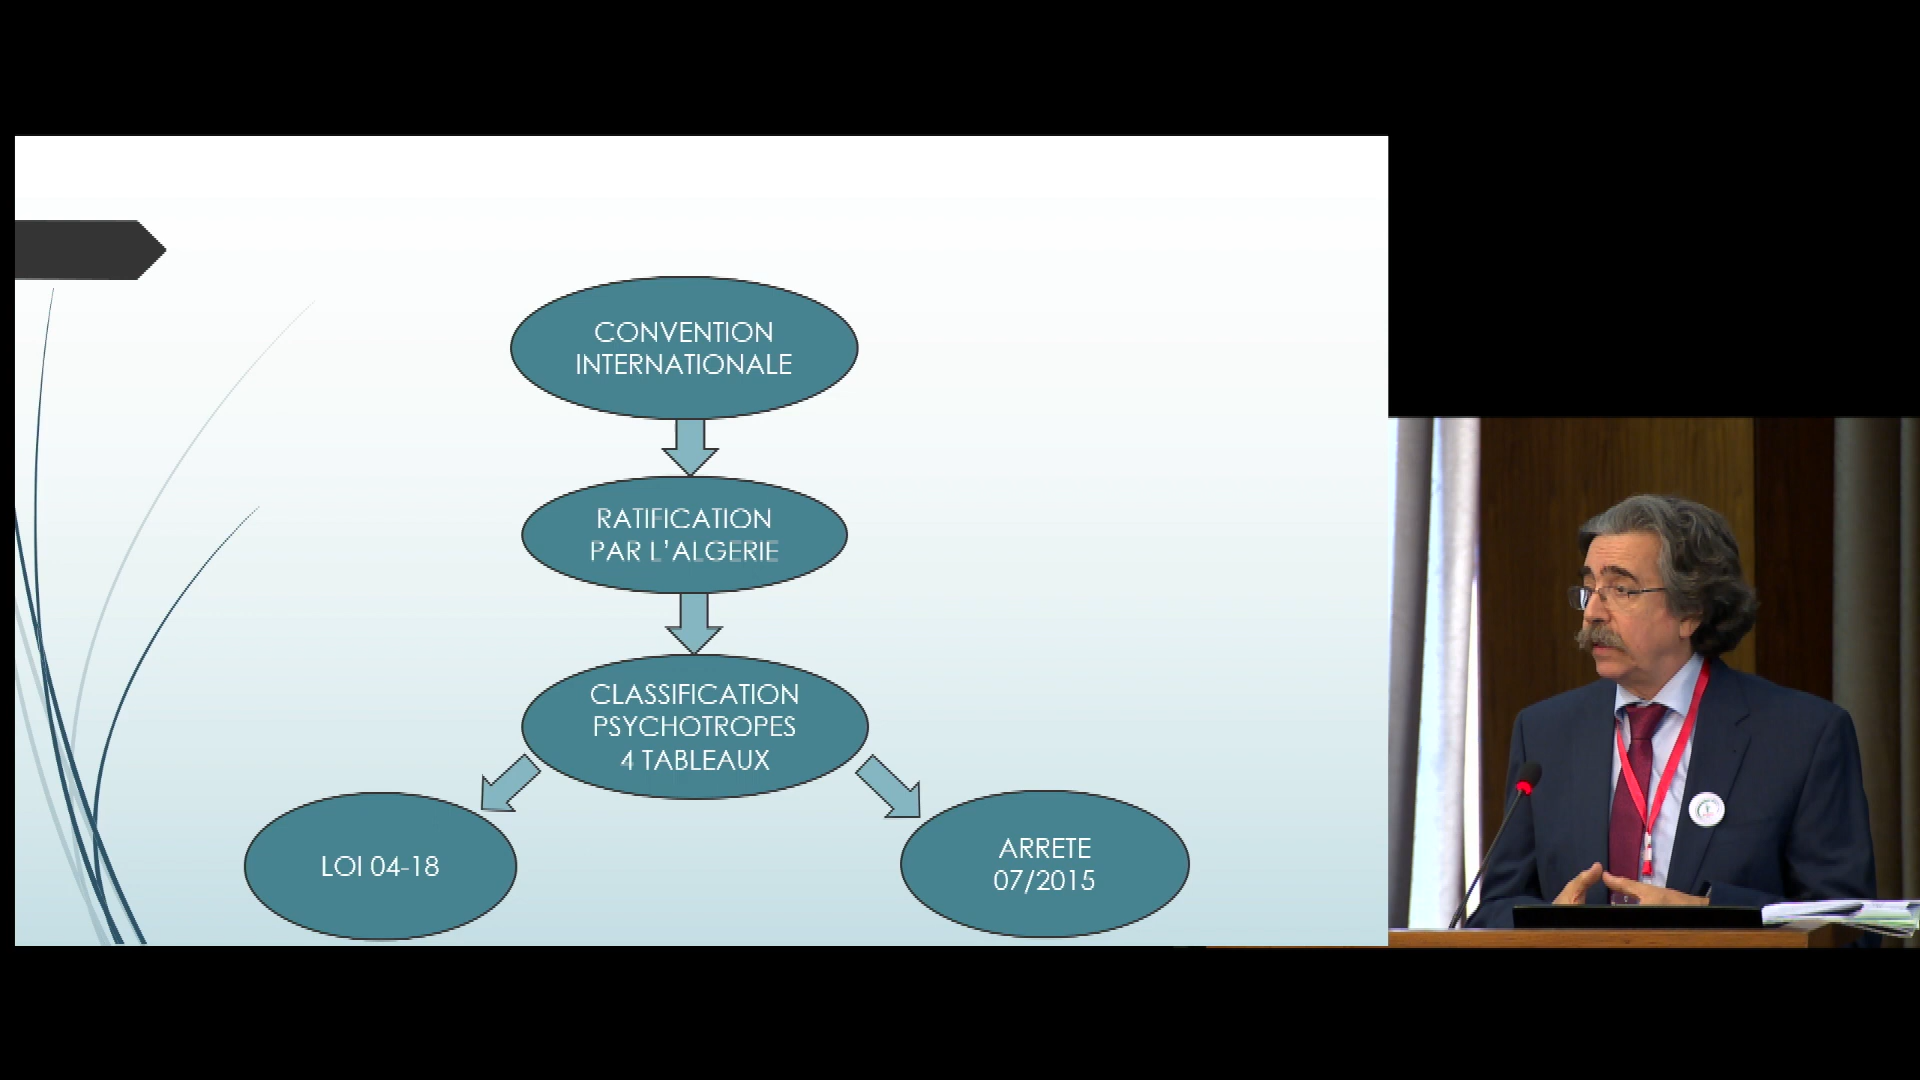 CONVENTION
INTERNATIONALE
RATIFICATION
PAR L’ALGERIE
CLASSIFICATION
PSYCHOTROPES
4 TABLEAUX
LOI 04-18
ARRETE
07/2015